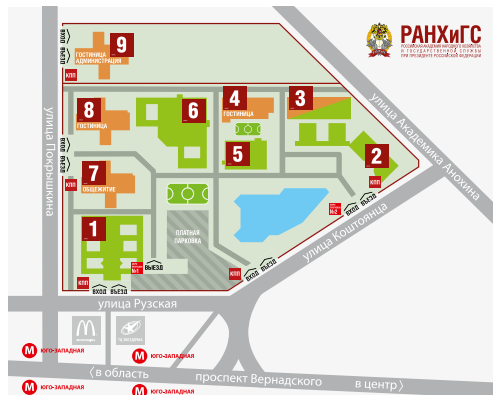 РАНХиГС
РОССИЙСКАЯ АКАДЕМИЯ НАРОДНОГО ХОЗЯЙСТВА
И ГОСУДАРСТВЕННОЙ СЛУЖБЫ
ПРИ ПРЕЗИДЕНТЕ РОССИЙСКОЙ ФЕДЕРАЦИИ
9
ГОСТИНИЦА
АДМИНИСТРАЦИЯ
ВХОД
ВЪЕЗД
КПП
8
ГОСТИНИЦА
6
4
ГОСТИНИЦА
3
5
2
КПП
7
ОБЩЕЖИТИЕ
ВХОД
ВЪЕЗД
КПП
1
ПЛАТНАЯ
ПАРКОВКА
ВЫЕЗД
№1
№2
ВХОД
ВЪЕЗД
КПП
ВХОД
ВЪЕЗД
КПП
ВХОД
ВЪЕЗД
улица Покрышкина
улица Академика Анохина
улица Коштоянца
улица Рузская
М ЮГО-ЗАПАДНАЯ
М ЮГО-ЗАПАДНАЯ
〈в область
проспект Вернадского
в центр〉
М ЮГО-ЗАПАДНАЯ
М ЮГО-ЗАПАДНАЯ